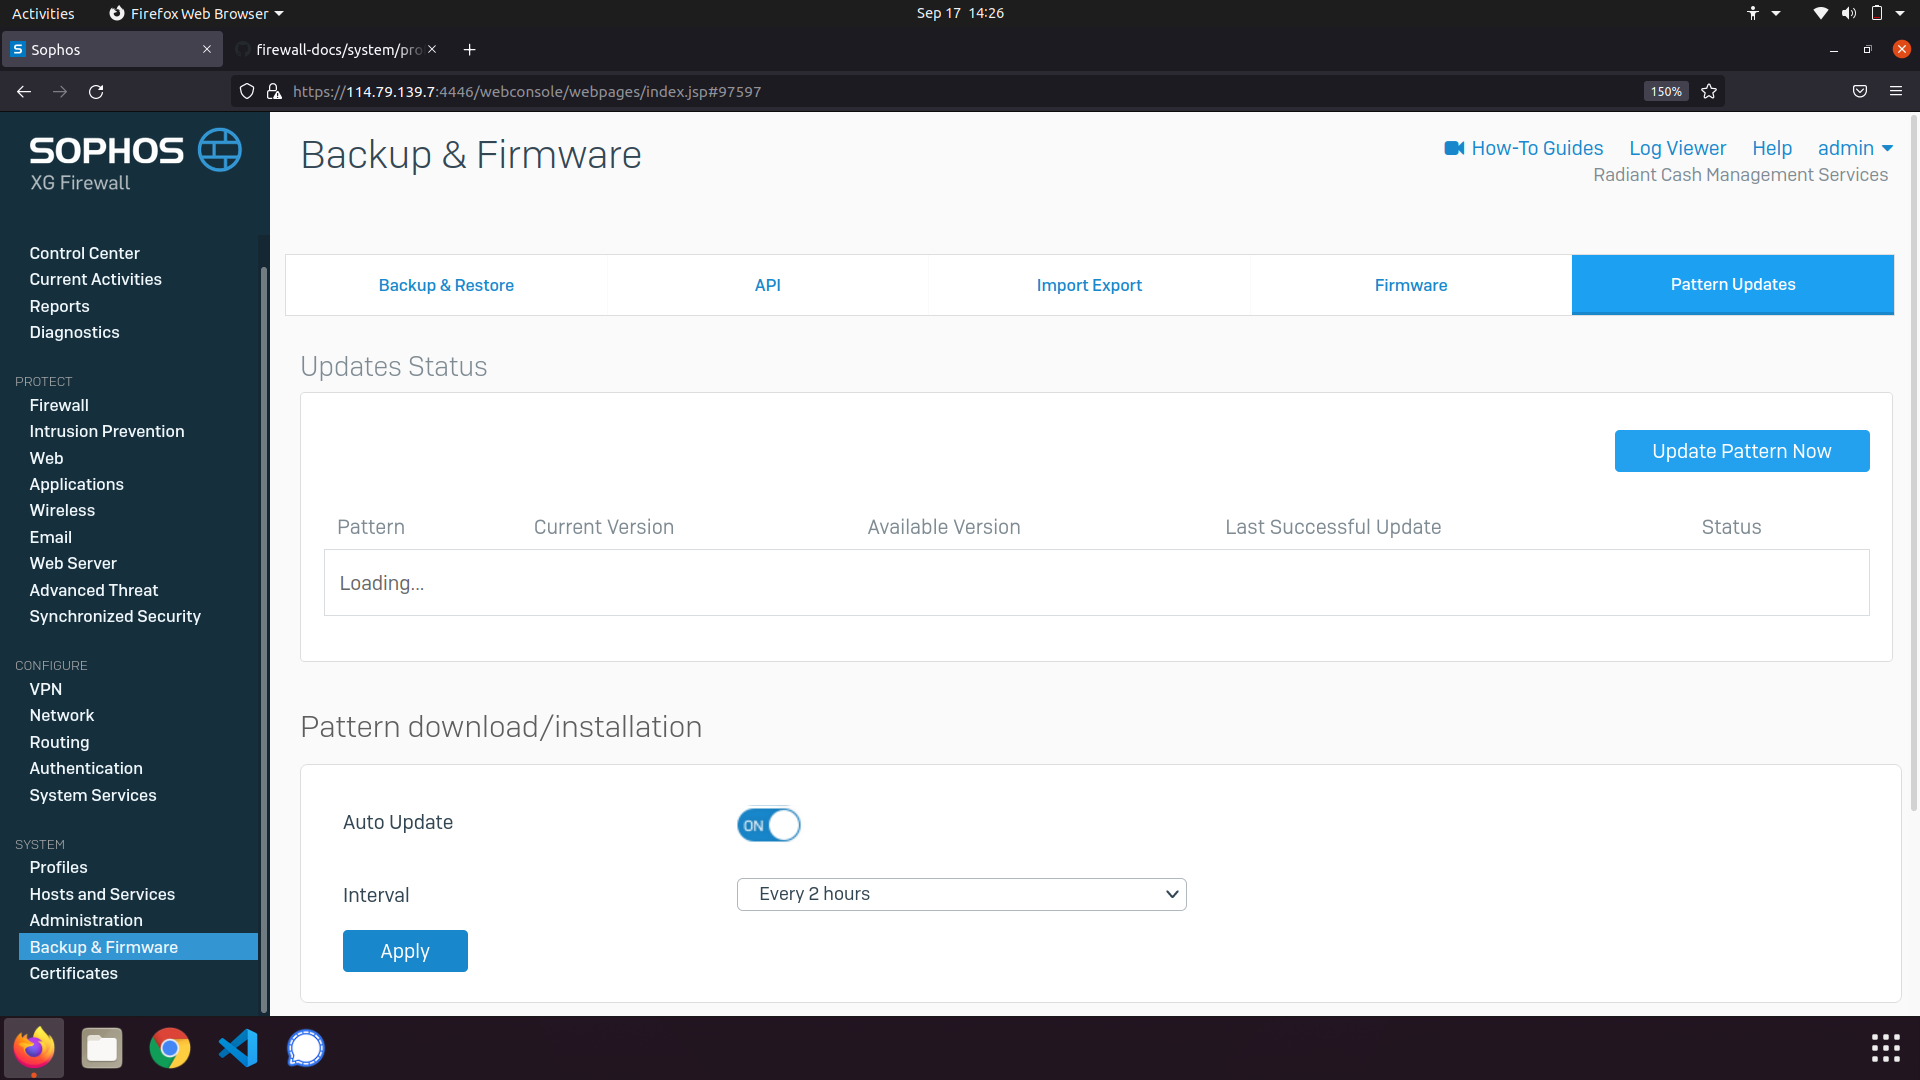 Activities
Firefox Web Browser
Sep 17 14:26
Sophos
firewall-docs/system/pro
https://114.79.139.7:4446/webconsole/webpages/index.jsp#97597
150%
SOPHOS
XG Firewall
Backup & Firmware
How-To Guides
Log Viewer
Help
admin
Radiant Cash Management Services
Control Center
Current Activities
Reports
Diagnostics
PROTECT
Firewall
Intrusion Prevention
Web
Applications
Wireless
Email
Web Server
Advanced Threat
Synchronized Security
CONFIGURE
VPN
Network
Routing
Authentication
System Services
SYSTEM
Profiles
Hosts and Services
Administration
Backup & Firmware
Certificates
Backup & Restore
API
Import Export
Firmware
Pattern Updates
Updates Status
Update Pattern Now
Pattern
Current Version
Available Version
Last Successful Update
Status
Loading...
Pattern download/installation
Auto Update
ON
Interval
Every 2 hours
Apply